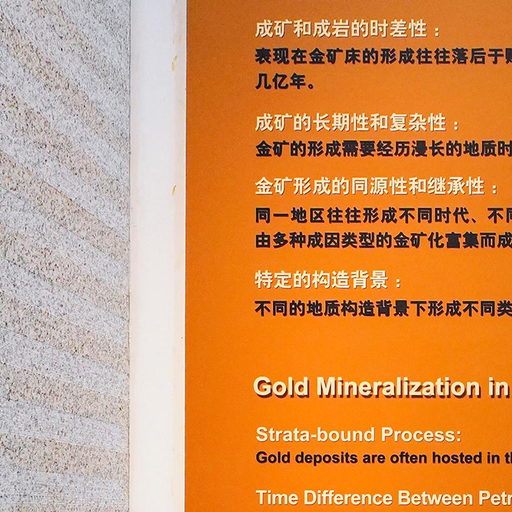 成矿和成岩的时差性：
表现在金矿床的形成往往落后于
几亿年。
成矿的长期性和复杂性：
金矿的形成需要经历漫长的地质时
金矿形成的同源性和继承性：
同一地区往往形成不同时代、不同
由多种成因类型的金矿化富集而成
特定的构造背景：
不同的地质构造背景下形成不同类
Gold Mineralization in
Strata-bound Process:
Gold deposits are often hosted in
Time Difference Between Petr